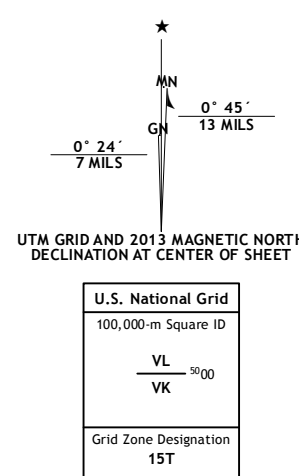 ★
MN
0° 45´
13 MILS
GN
0° 24´
7 MILS
UTM GRID AND 2013 MAGNETIC NORTH
DECLINATION AT CENTER OF SHEET
U.S. National Grid
100,000-m Square ID
VL
5000
VK
Grid Zone Designation
15T